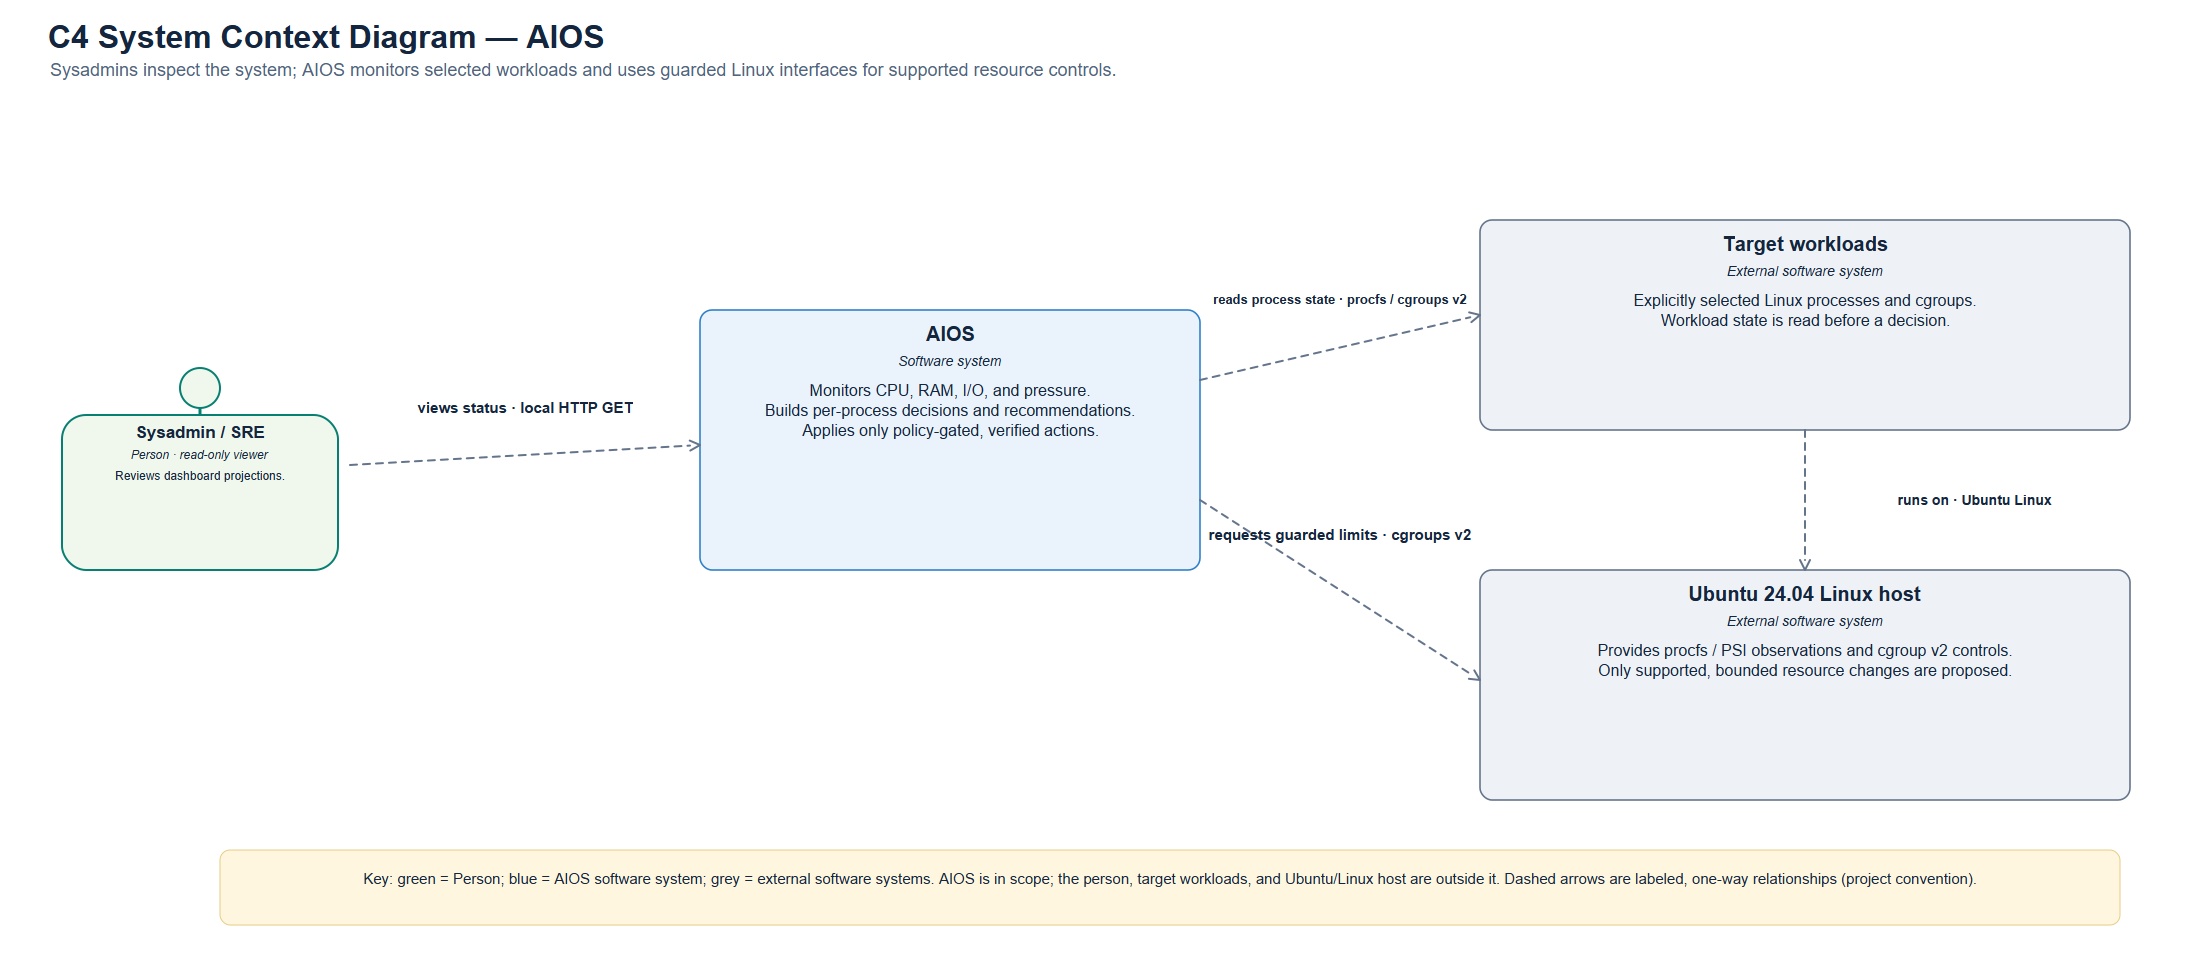 C4 System Context Diagram — AIOS
Sysadmins inspect the system; AIOS monitors selected workloads and uses guarded Linux interfaces for supported resource controls.
Sysadmin / SRE
Person · read-only viewer
Reviews dashboard projections.
views status · local HTTP GET
AIOS
Software system
Monitors CPU, RAM, I/O, and pressure.
Builds per-process decisions and recommendations.
Applies only policy-gated, verified actions.
reads process state · procfs / cgroups v2
requests guarded limits · cgroups v2
Target workloads
External software system
Explicitly selected Linux processes and cgroups.
Workload state is read before a decision.
runs on · Ubuntu Linux
Ubuntu 24.04 Linux host
External software system
Provides procfs / PSI observations and cgroup v2 controls.
Only supported, bounded resource changes are proposed.
Key: green = Person; blue = AIOS software system; grey = external software systems. AIOS is in scope; the person, target workloads, and Ubuntu/Linux host are outside it. Dashed arrows are labeled, one-way relationships (project convention).